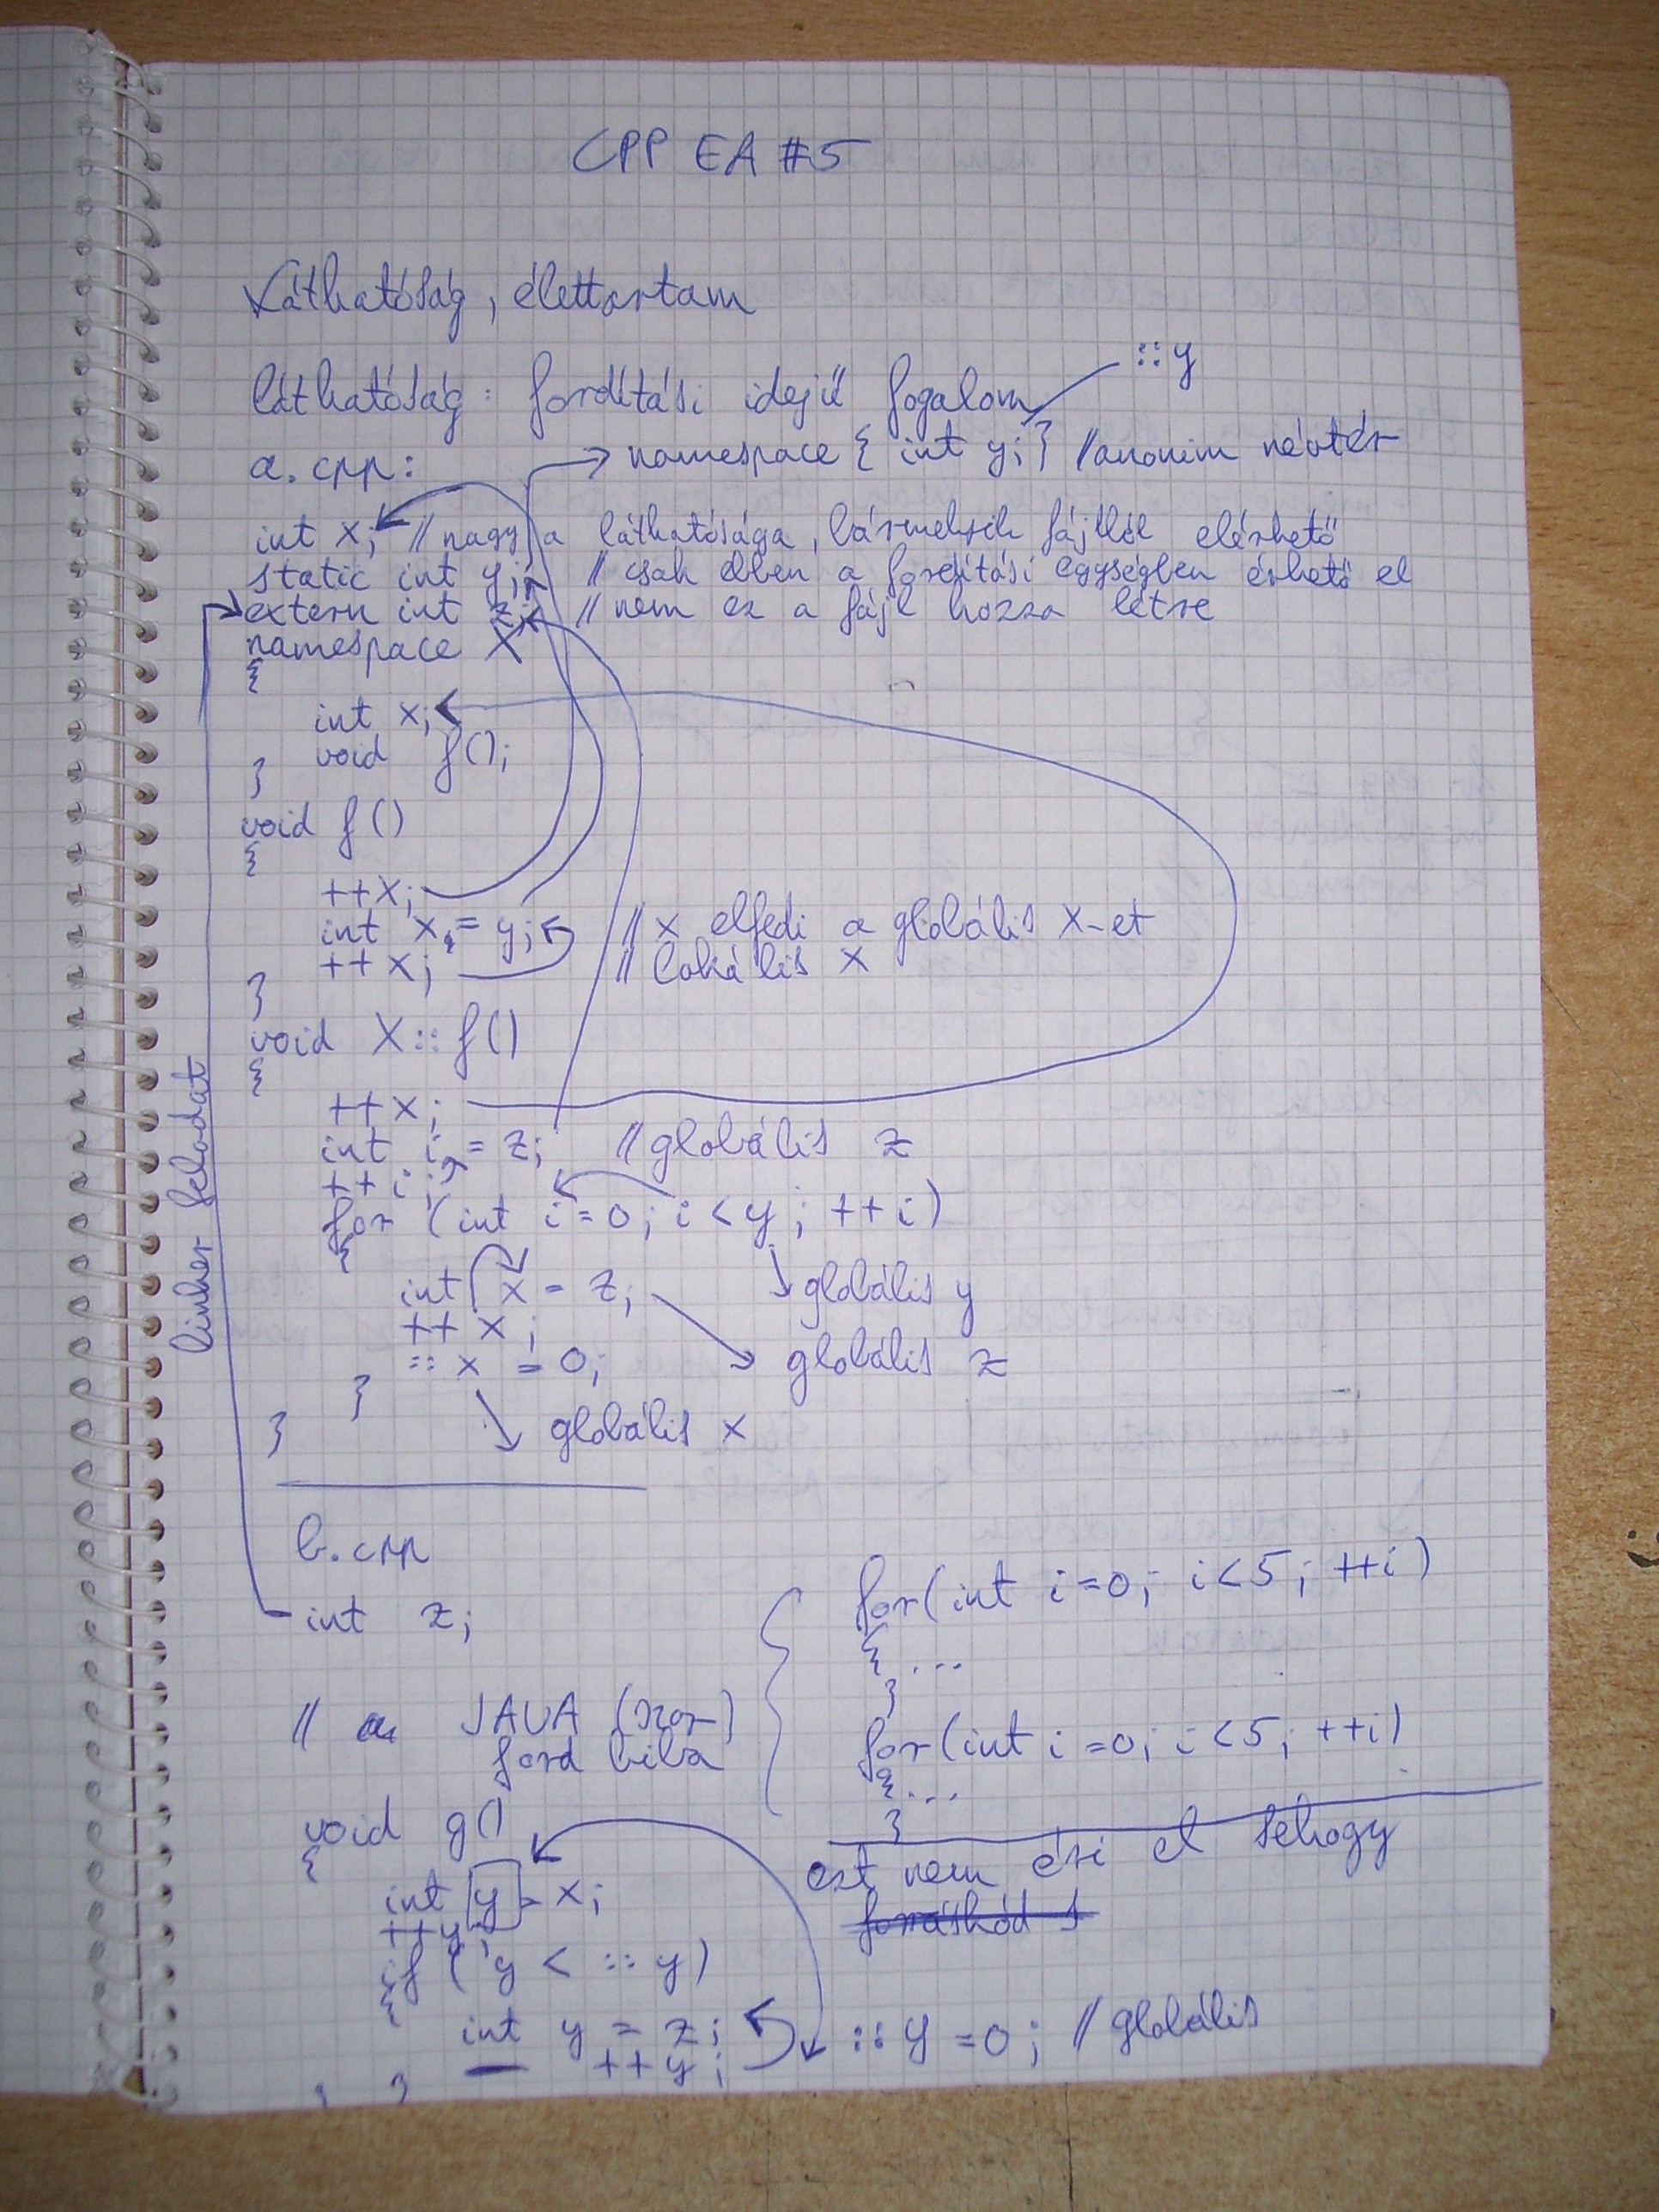 CPP EA #5
Láthatóság, élettartam
láthatóság: fordítási idejű fogalom
::y
a.cpp:
namespace { int y; } //anonim névtér
int x; // nagy a láthatósága, bármelyik fájlból elérhető
static int y; // csak ebben a fordítási egységben érhető el
extern int z; // nem ez a fájl hozza létre
namespace X
{
int x;
void f();
}
void f()
{
++x;
int x = y; // x elfedi a globális x-et
++x; // lokális x
}
void X::f()
{
++x;
int i = z; // globális z
++i;
for (int i=0; i<y; ++i)
{
int x = z;
globális y
++x;
::x = 0;
globális z
}
globális x
}
linker feladat
b.cpp
int z;
// JAVA
ford hiba
for(int i=0; i<5; ++i)
{ ...
}
for(int i=0; i<5; ++i)
{ ...
}
void g()
{
int y = x;
++y;
if ( y < ::y)
{
int y = z;
++y;
}
}
ezt nem éri el sehogy
forráskód s
::y = 0; // globális